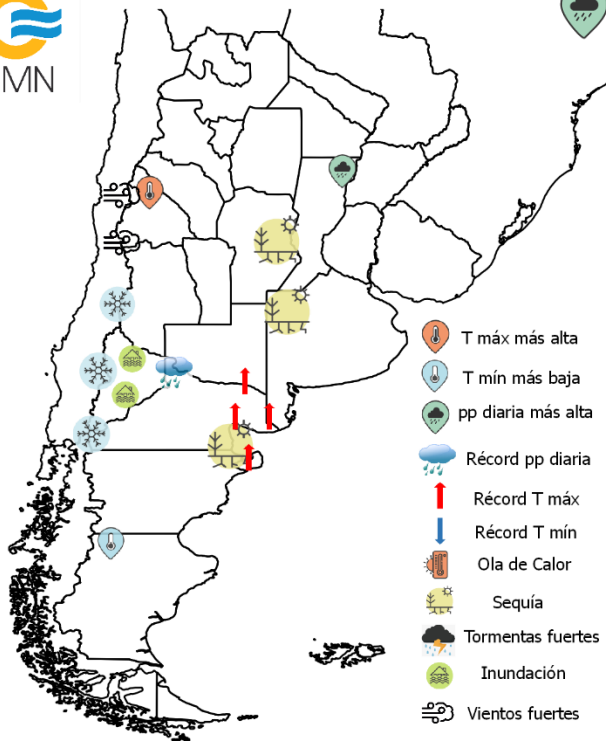 MN
T máx más alta
T mín más baja
pp diaria más alta
Récord pp diaria
Récord T máx
Récord T mín
Ola de Calor
Sequía
Tormentas fuertes
Inundación
Vientos fuertes